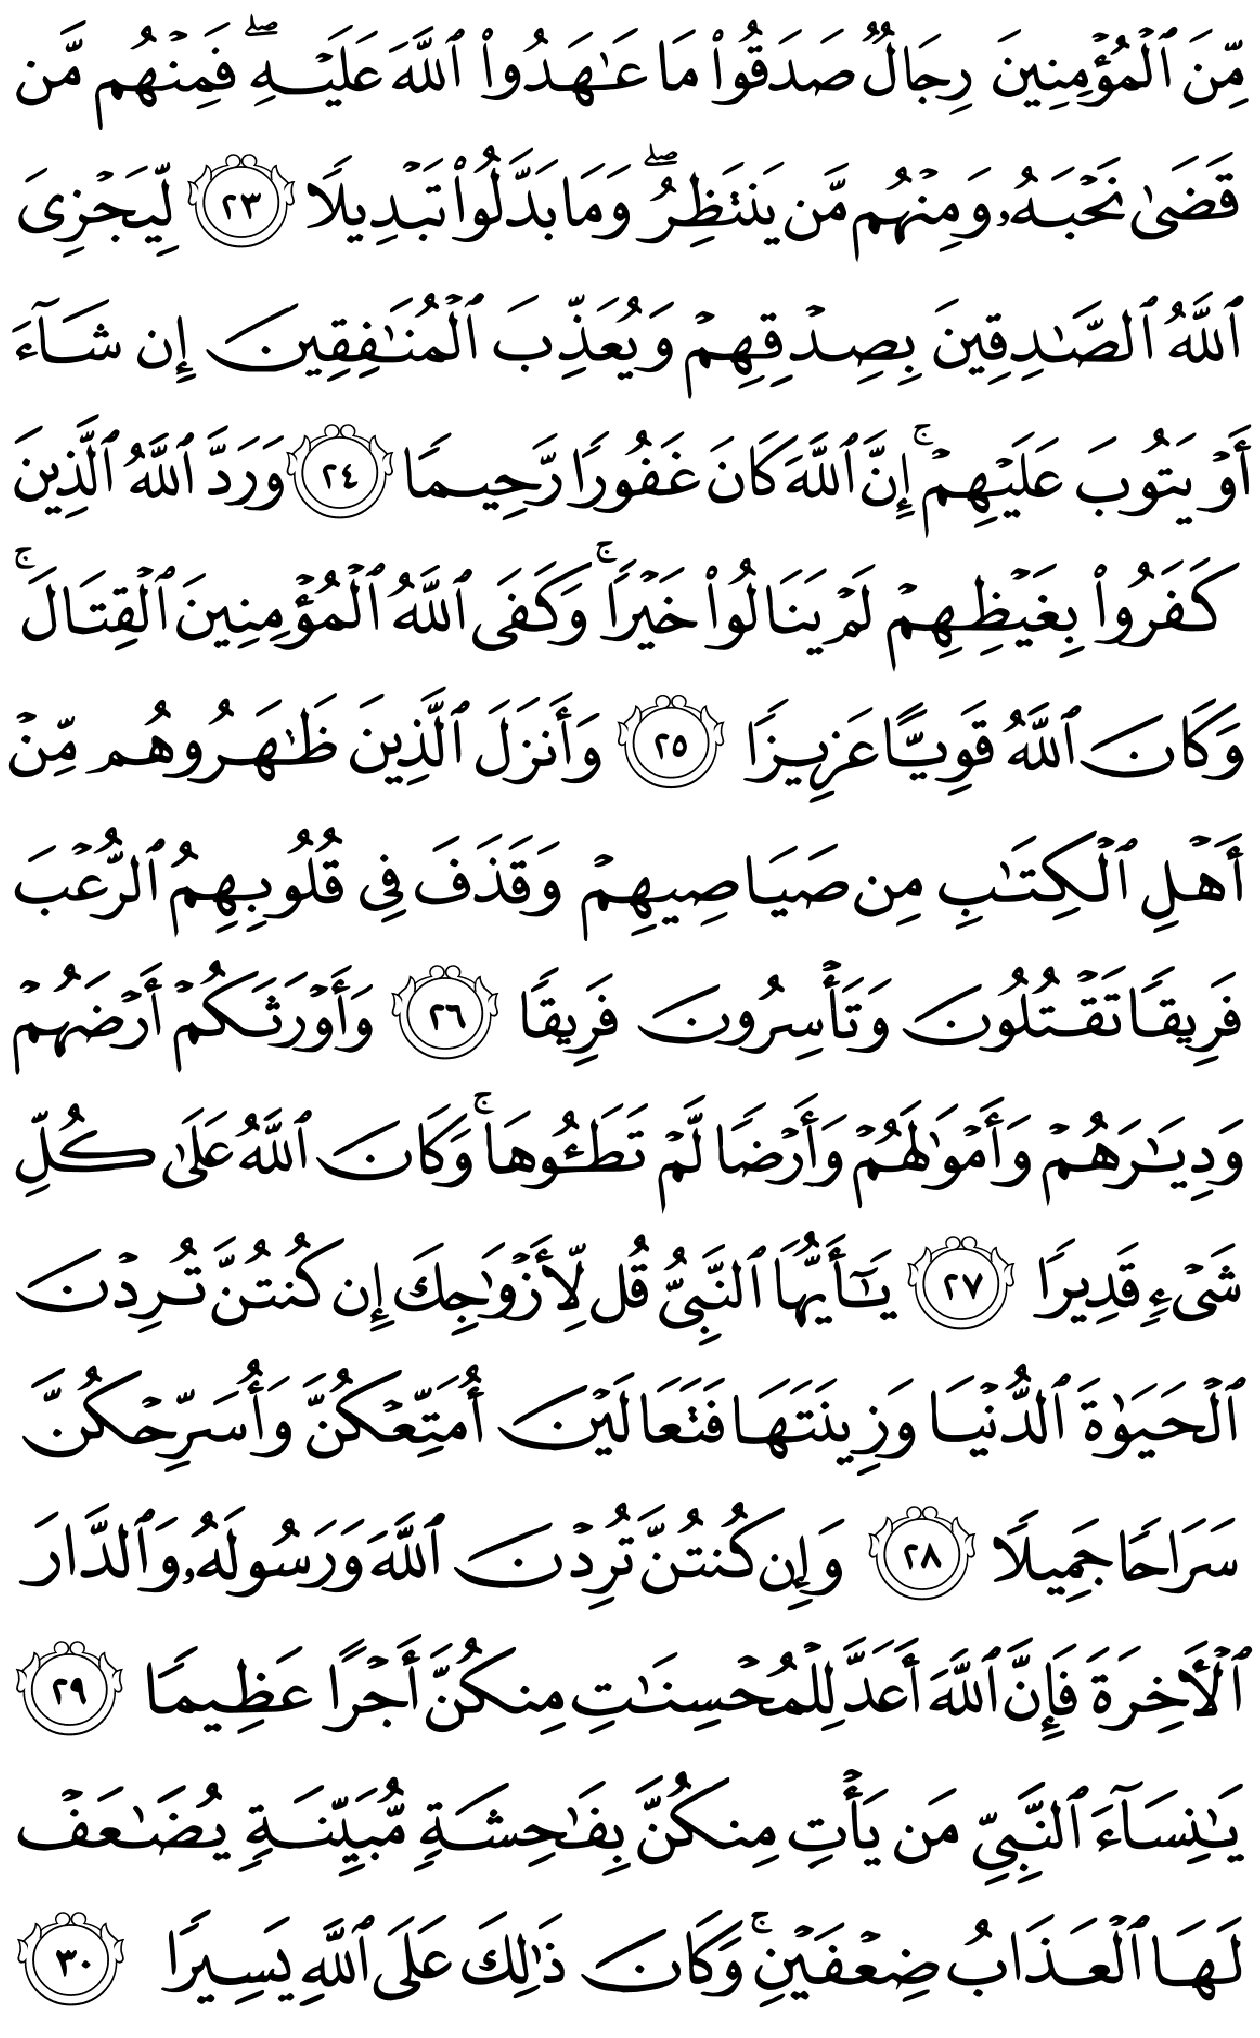 مِّنَ ٱلۡمُؤۡمِنِينَ رِجَالٞ صَدَقُواْ مَا عَٰهَدُواْ ٱللَّهَ عَلَيۡهِۖ فَمِنۡهُم مَّن
قَضَىٰ نَحۡبَهُۥ وَمِنۡهُم مَّن يَنتَظِرُۖ وَمَا بَدَّلُواْ تَبۡدِيلٗا ٢٣ لِّيَجۡزِيَ
ٱللَّهُ ٱلصَّٰدِقِينَ بِصِدۡقِهِمۡ وَيُعَذِّبَ ٱلۡمُنَٰفِقِينَ إِن شَآءَ
أَوۡ يَتُوبَ عَلَيۡهِمۡۚ إِنَّ ٱللَّهَ كَانَ غَفُورٗا رَّحِيمٗا ٢٤ وَرَدَّ ٱللَّهُ ٱلَّذِينَ
كَفَرُواْ بِغَيۡظِهِمۡ لَمۡ يَنَالُواْ خَيۡرٗاۚ وَكَفَى ٱللَّهُ ٱلۡمُؤۡمِنِينَ ٱلۡقِتَالَۚ
وَكَانَ ٱللَّهُ قَوِيًّا عَزِيزٗا ٢٥ وَأَنزَلَ ٱلَّذِينَ ظَٰهَرُوهُم مِّنۡ
أَهۡلِ ٱلۡكِتَٰبِ مِن صَيَاصِيهِمۡ وَقَذَفَ فِي قُلُوبِهِمُ ٱلرُّعۡبَ
فَرِيقٗا تَقۡتُلُونَ وَتَأۡسِرُونَ فَرِيقٗا ٢٦ وَأَوۡرَثَكُمۡ أَرۡضَهُمۡ
وَدِيَٰرَهُمۡ وَأَمۡوَٰلَهُمۡ وَأَرۡضٗا لَّمۡ تَطَـُٔوهَاۚ وَكَانَ ٱللَّهُ عَلَىٰ كُلِّ
شَيۡءٖ قَدِيرٗا ٢٧ يَٰٓأَيُّهَا ٱلنَّبِيُّ قُل لِّأَزۡوَٰجِكَ إِن كُنتُنَّ تُرِدۡنَ
ٱلۡحَيَوٰةَ ٱلدُّنۡيَا وَزِينَتَهَا فَتَعَالَيۡنَ أُمَتِّعۡكُنَّ وَأُسَرِّحۡكُنَّ
سَرَاحٗا جَمِيلٗا ٢٨ وَإِن كُنتُنَّ تُرِدۡنَ ٱللَّهَ وَرَسُولَهُۥ وَٱلدَّارَ
ٱلۡأٓخِرَةَ فَإِنَّ ٱللَّهَ أَعَدَّ لِلۡمُحۡسِنَٰتِ مِنكُنَّ أَجۡرًا عَظِيمٗا ٢٩
يَٰنِسَآءَ ٱلنَّبِيِّ مَن يَأۡتِ مِنكُنَّ بِفَٰحِشَةٖ مُّبَيِّنَةٖ يُضَٰعَفۡ
لَهَا ٱلۡعَذَابُ ضِعۡفَيۡنِۚ وَكَانَ ذَٰلِكَ عَلَى ٱللَّهِ يَسِيرٗا ٣٠